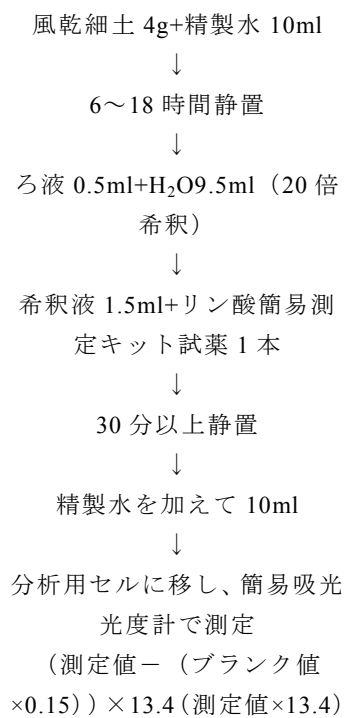 風乾細土 4g+精製水 10ml
↓
6～18 時間静置
↓
ろ液 0.5ml+H₂O9.5ml（20 倍
希釈）
↓
希釈液 1.5ml+リン酸簡易測
定キット試薬 1 本
↓
30 分以上静置
↓
精製水を加えて 10ml
↓
分析用セルに移し、簡易吸光
光度計で測定
（測定値－（ブランク値
×0.15））×13.4（測定値×13.4）